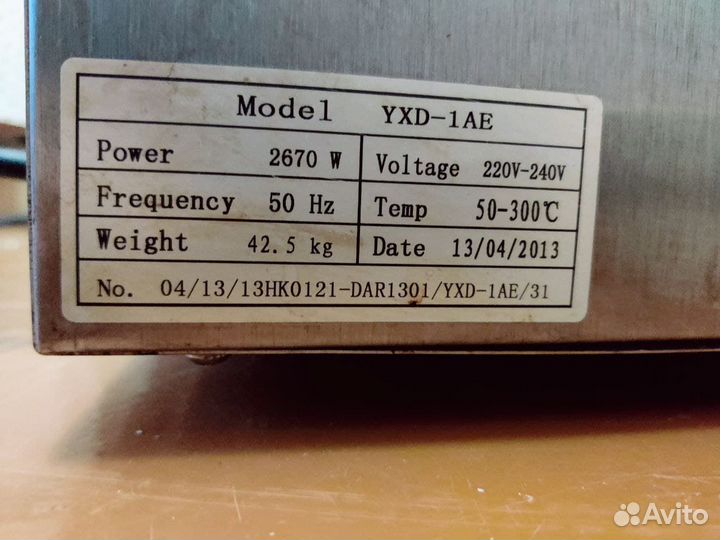 Model YXD-1AE
Power 2670 W Voltage 220V-240V
Frequency 50 Hz Temp 50-300℃
Weight 42.5 kg Date 13/04/2013
No. 04/13/13HK0121-DAR1301/YXD-1AE/31
Avito